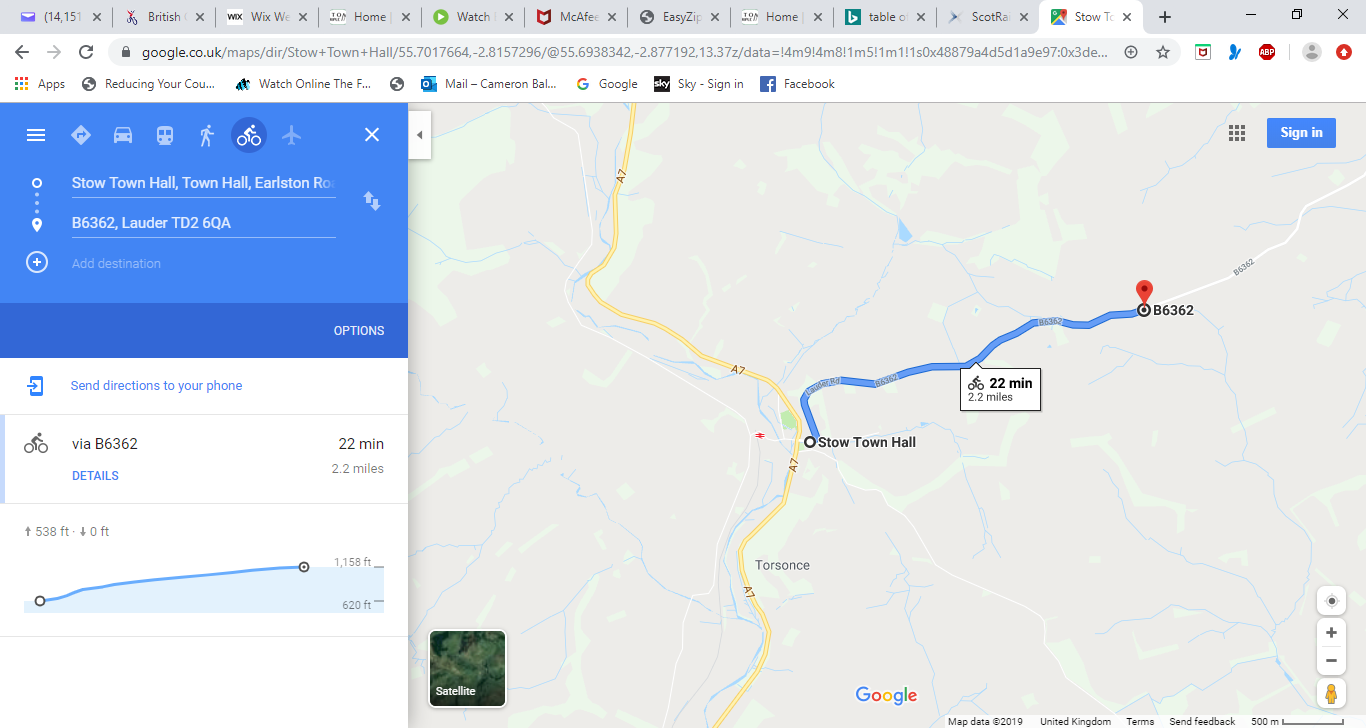 (14,151
British
Wix We
Home |
Watch
McAfee
EasyZip
Home |
table of
ScotRai
Stow To
google.co.uk/maps/dir/Stow+Town+Hall/55.7017664,-2.8157296/@55.6938342,-2.877192,13.37z/data=!4m9!4m8!1m5!1m1!1s0x48879a4d5d1a9e97:0x3de...
ABP
Apps
Reducing Your Cou...
Watch Online The F...
Mail – Cameron Bal...
Google
sky
Sky - Sign in
Facebook
Sign in
Stow Town Hall, Town Hall, Earlston Ro
B6362, Lauder TD2 6QA
Add destination
OPTIONS
Send directions to your phone
via B6362
22 min
2.2 miles
DETAILS
538 ft · 0 ft
1,158 ft
620 ft
A7
B6362
B6362
B6362
A7
Lauder Rd
B6362
22 min
2.2 miles
Stow Town Hall
A7
Torsonce
A7
Satellite
Google
Map data ©2019
United Kingdom
Terms
Send feedback
500 m